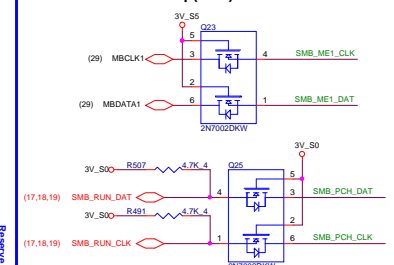 3V_S5
Q23
5
(29) MBCLK1 3 4 SMB_ME1_CLK
2
(29) MBDATA1 6 1 SMB_ME1_DAT
2N7002DKW
3V_S0
3V_S0 R507 4.7K_4 Q25
5
(17,18,19) SMB_RUN_DAT 4 3 SMB_PCH_DAT
3V_S0 R491 4.7K_4
2
(17,18,19) SMB_RUN_CLK 1 6 SMB_PCH_CLK
Reserve